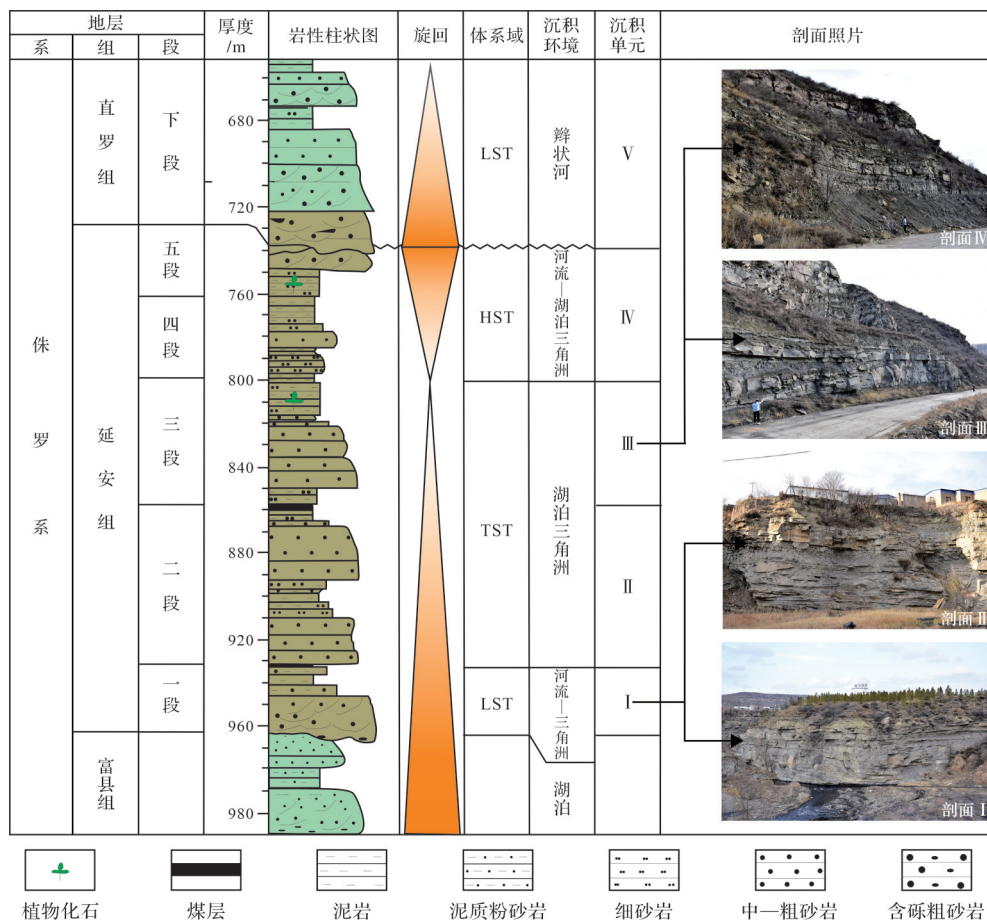 地层
厚度
/m
岩性柱状图
旋回
体系域
沉积
环境
沉积
单元
剖面照片
系
组
段
侏罗系
直罗组
延安组
富县组
下段
五段
四段
三段
二段
一段
680
720
760
800
840
880
920
960
980
LST
HST
TST
LST
辫状河
河流—湖泊三角洲
湖泊三角洲
河流—三角洲
湖泊
Ⅴ
Ⅳ
Ⅲ
Ⅱ
Ⅰ
剖面Ⅳ
剖面Ⅲ
剖面Ⅱ
剖面Ⅰ
植物化石
煤层
泥岩
泥质粉砂岩
细砂岩
中—粗砂岩
含砾粗砂岩